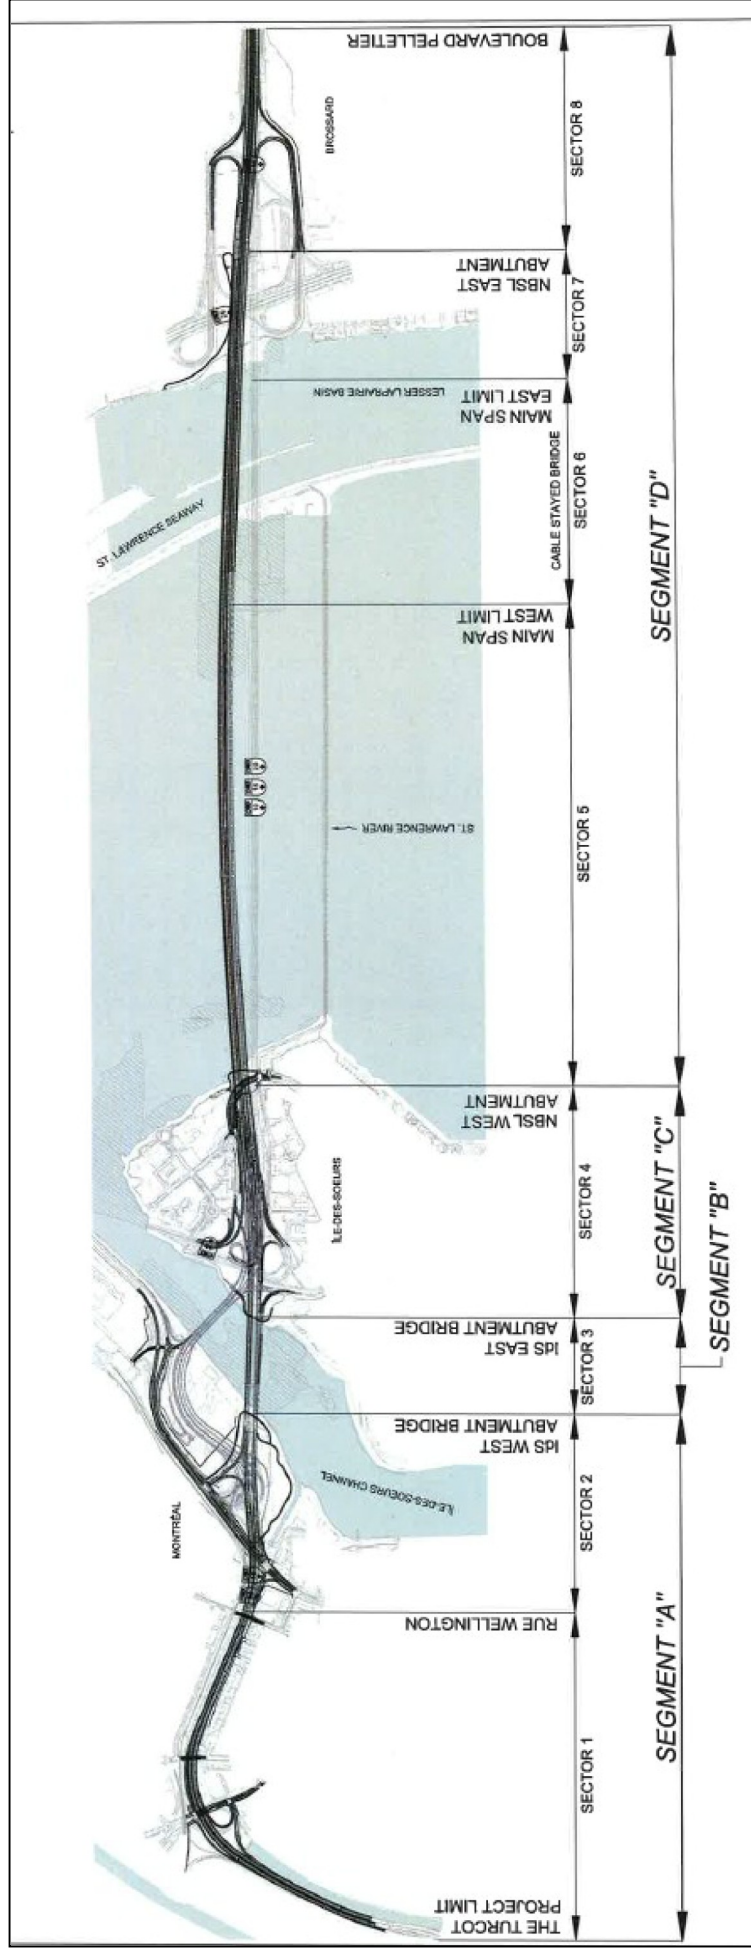 MONTRÉAL
ÎLE-DES-SOEURS CHANNEL
ÎLE-DES-SOEURS
ST. LAWRENCE RIVER
ST. LAWRENCE SEAWAY
LESSER LAPRAIRIE BASIN
BROSSARD
THE TURCOT
PROJECT LIMIT
RUE WELLINGTON
IdS WEST
ABUTMENT BRIDGE
IdS EAST
ABUTMENT BRIDGE
NBSL WEST
ABUTMENT
MAIN SPAN
WEST LIMIT
MAIN SPAN
EAST LIMIT
NBSL EAST
ABUTMENT
BOULEVARD PELLETIER
CABLE STAYED BRIDGE
SECTOR 1
SECTOR 2
SECTOR 3
SECTOR 4
SECTOR 5
SECTOR 6
SECTOR 7
SECTOR 8
SEGMENT "A"
SEGMENT "B"
SEGMENT "C"
SEGMENT "D"